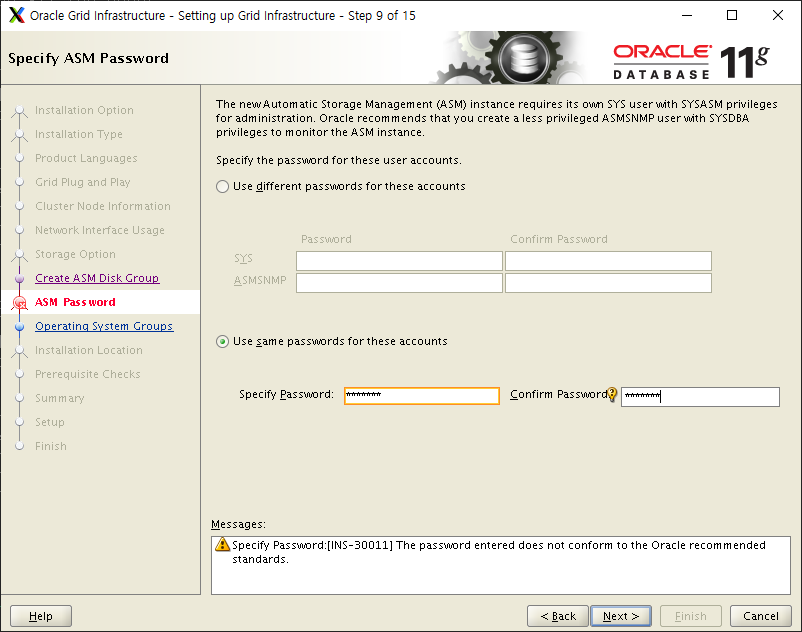 Oracle Grid Infrastructure - Setting up Grid Infrastructure - Step 9 of 15
Specify ASM Password
ORACLE
DATABASE 11g
Installation Option
Installation Type
Product Languages
Grid Plug and Play
Cluster Node Information
Network Interface Usage
Storage Option
Create ASM Disk Group
ASM Password
Operating System Groups
Installation Location
Prerequisite Checks
Summary
Setup
Finish
The new Automatic Storage Management (ASM) instance requires its own SYS user with SYSASM privileges
for administration. Oracle recommends that you create a less privileged ASMSNMP user with SYSDBA
privileges to monitor the ASM instance.
Specify the password for these user accounts.
Use different passwords for these accounts
Password Confirm Password
SYS
ASMSNMP
Use same passwords for these accounts
Specify Password: ******* Confirm Password *******
Messages:
Specify Password:[INS-30011] The password entered does not conform to the Oracle recommended
standards.
Help < Back Next > Finish Cancel